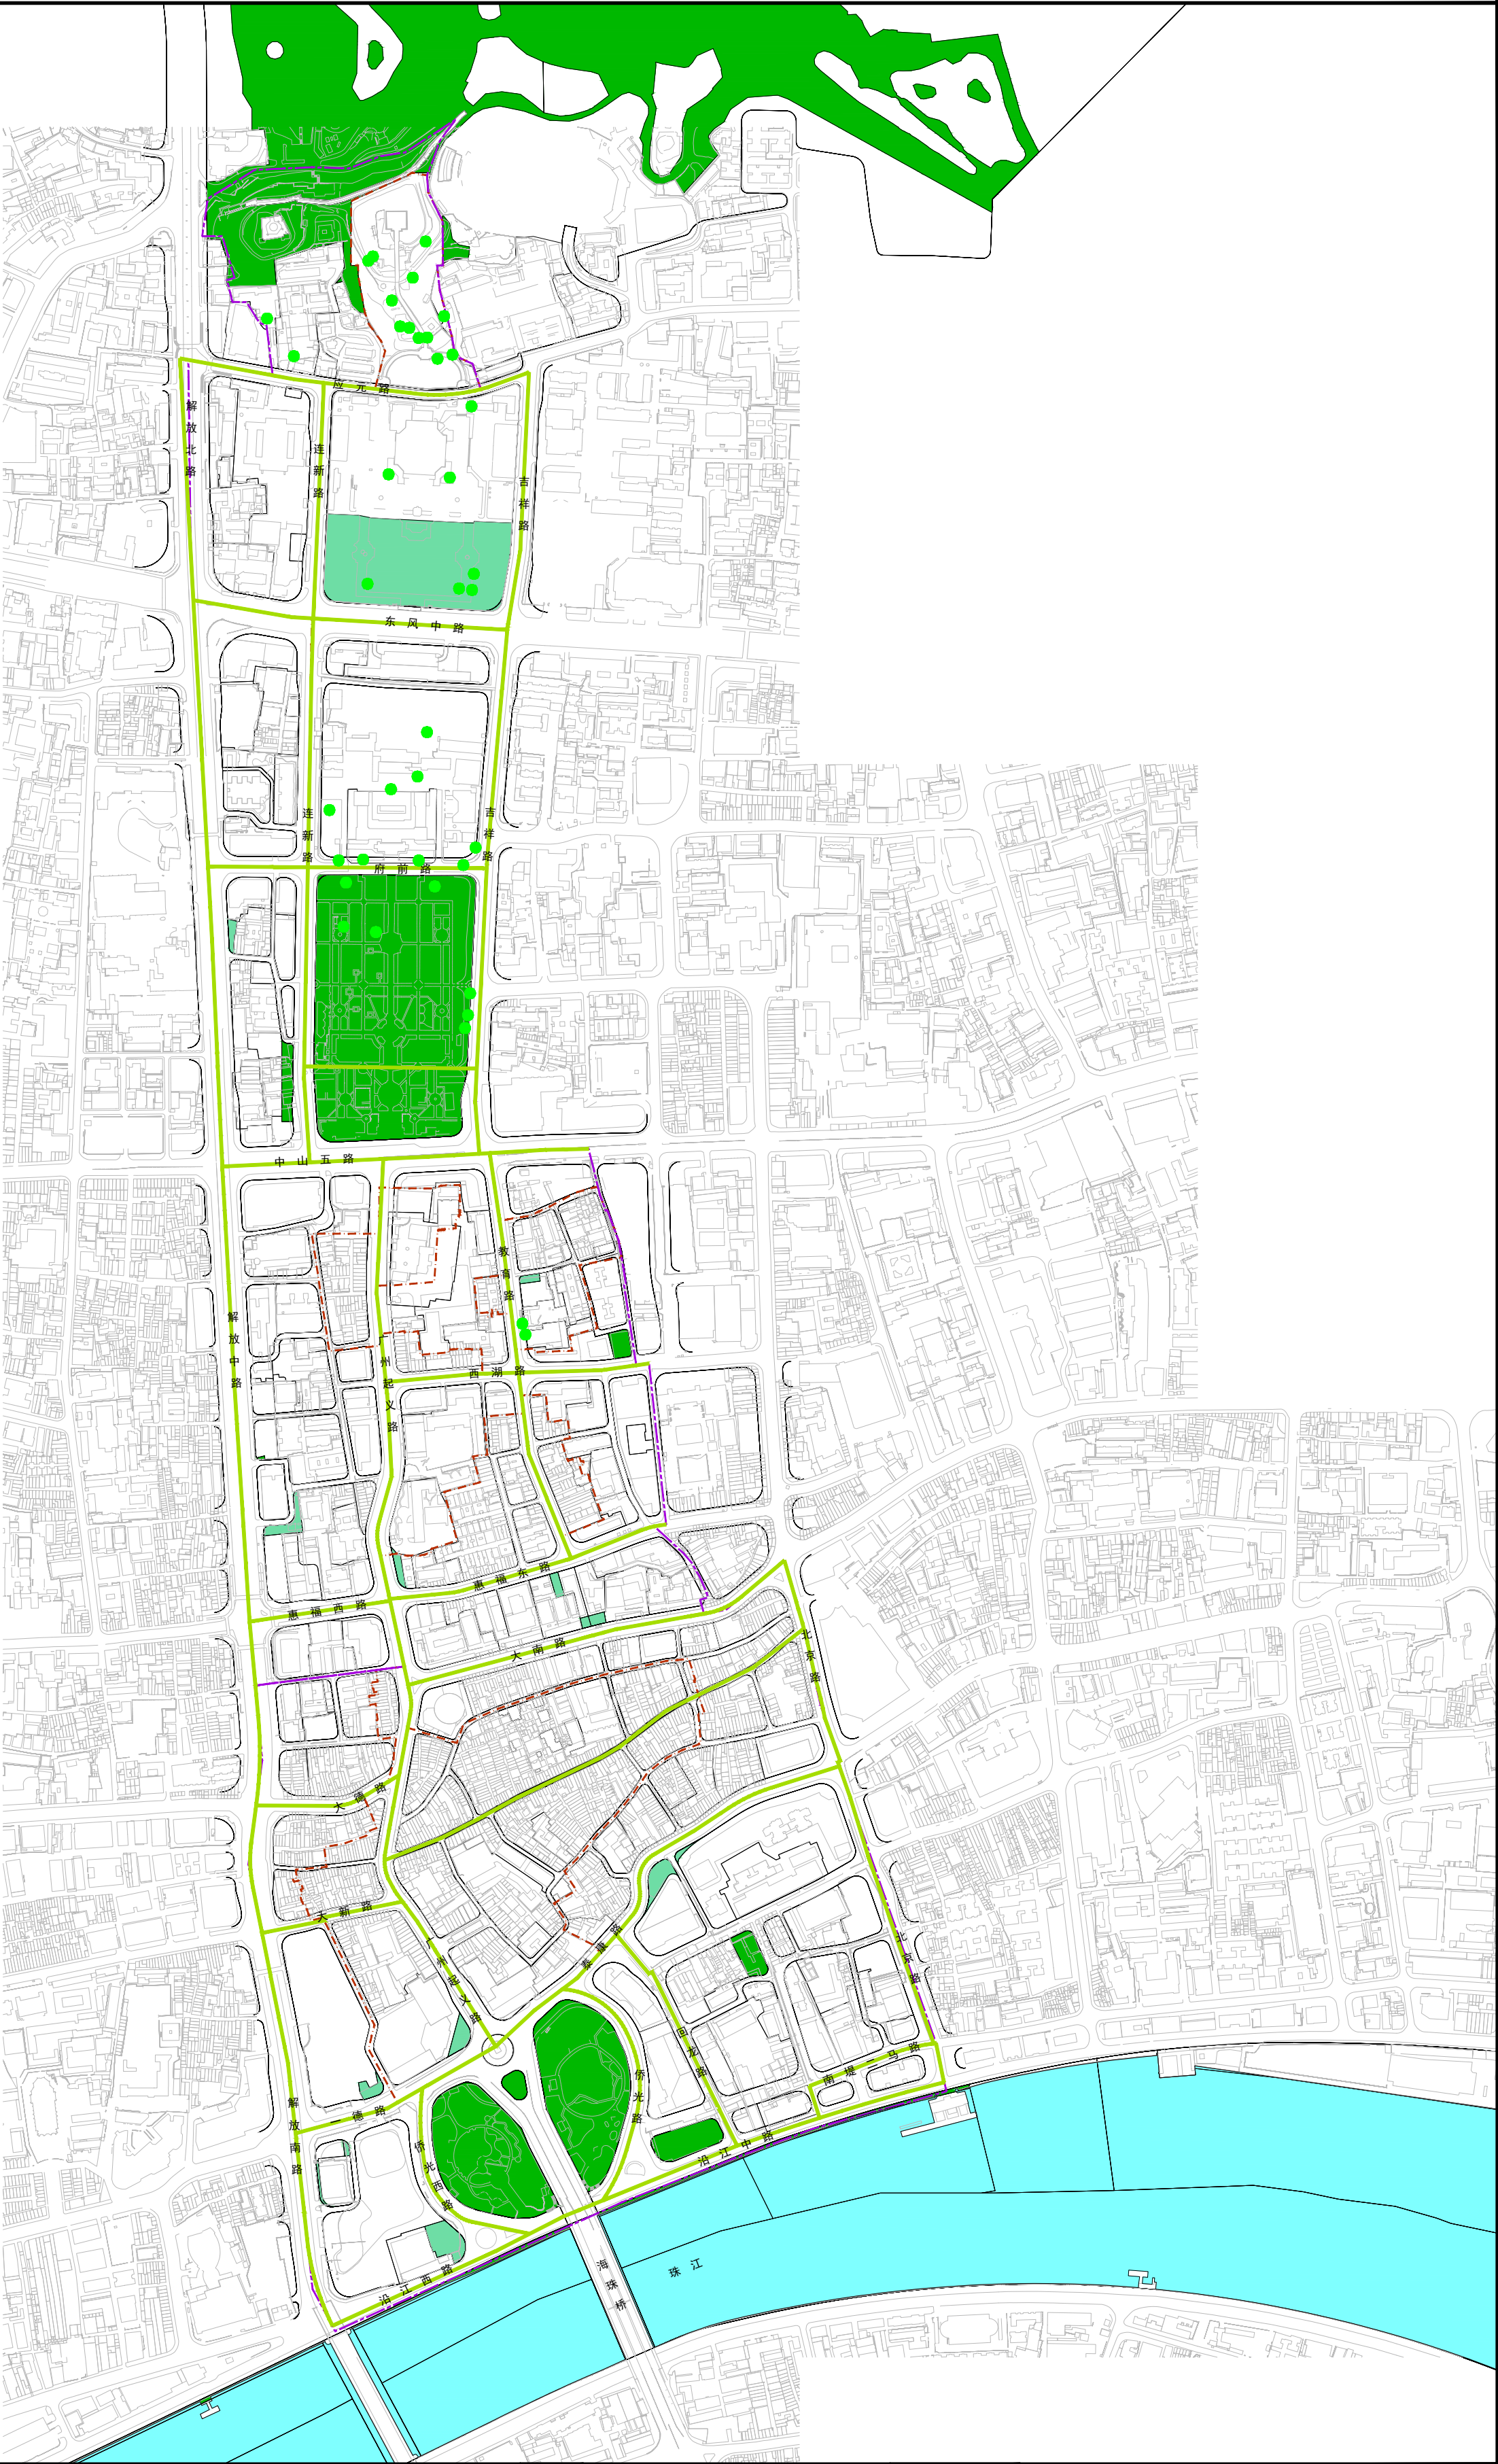 应元路
解放北路
连新路
吉祥路
东风中路
连新路
吉祥路
府前路
中山五路
教育路
解放中路
广州起义路
西湖路
惠福东路
惠福西路
大南路
北京路
大德路
大新路
广州起义路
泰康路
北京路
回龙路
南堤二马路
侨光路
解放南路
一德路
侨光西路
沿江中路
沿江西路
海珠桥
珠江